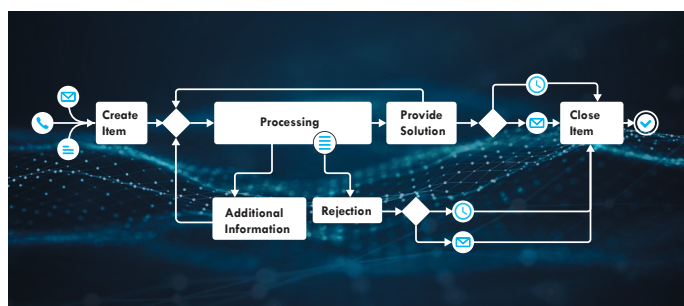 Create
Item
Processing
Provide
Solution
Close
Item
Additional
Information
Rejection